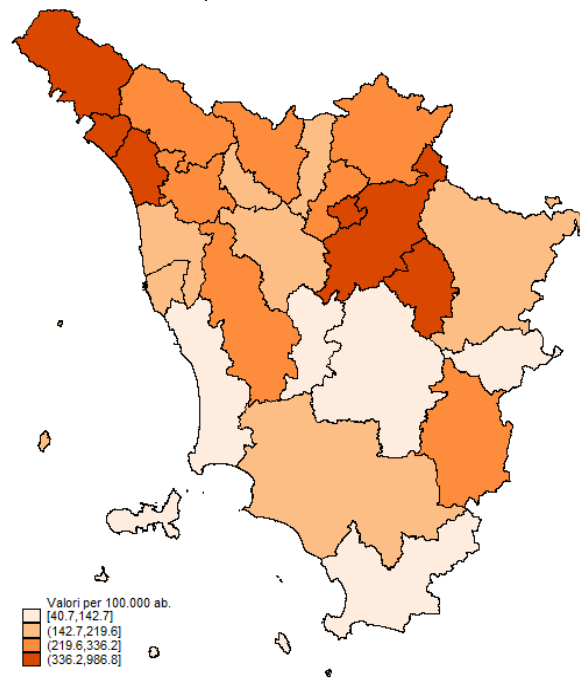 Valori per 100.000 ab.
[40.7,142.7]
(142.7,219.6]
(219.6,336.2]
(336.2,986.8]